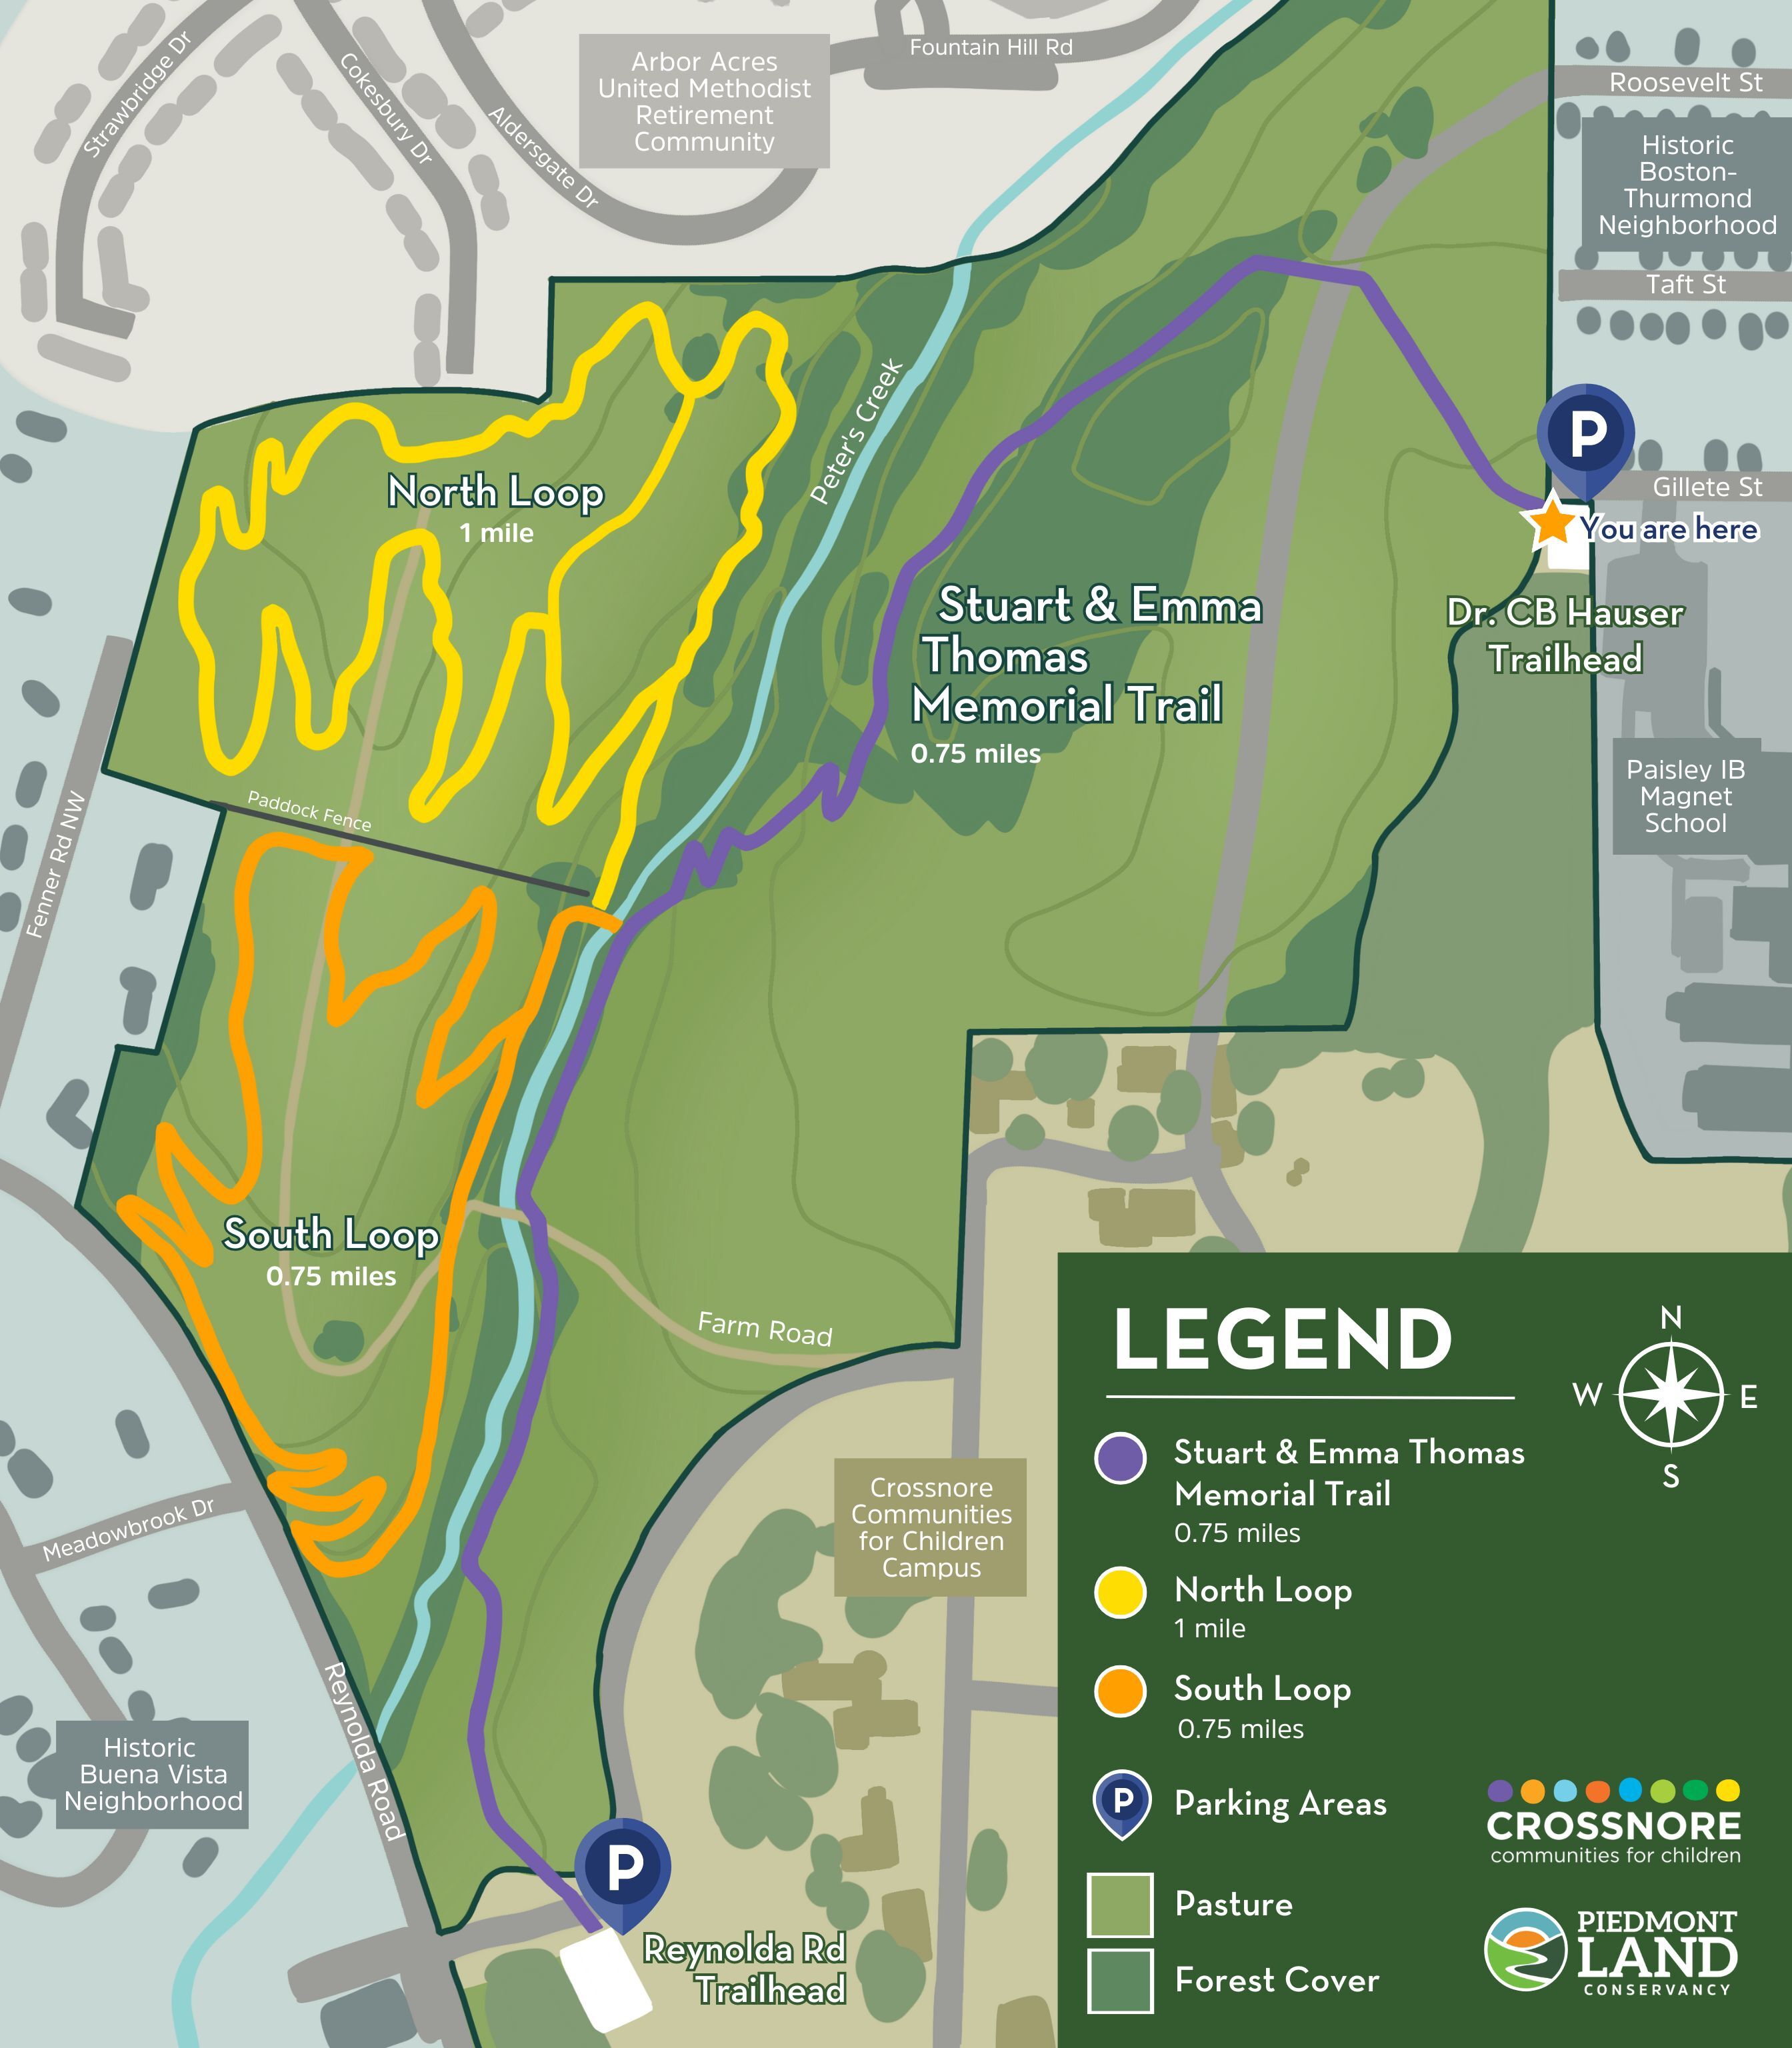 Strawbridge Dr
Cokesbury Dr
Aldersgate Dr
Arbor Acres
United Methodist
Retirement
Community
Fountain Hill Rd
Roosevelt St
Historic
Boston-
Thurmond
Neighborhood
Taft St
P
Gillete St
You are here
Dr. CB Hauser
Trailhead
Peter's Creek
North Loop
1 mile
Stuart & Emma
Thomas
Memorial Trail
0.75 miles
Paddock Fence
Fenner Rd NW
Paisley IB
Magnet
School
South Loop
0.75 miles
Farm Road
Meadowbrook Dr
Crossnore
Communities
for Children
Campus
Reynolda Road
Historic
Buena Vista
Neighborhood
P
Reynolda Rd
Trailhead
LEGEND
N
W
E
S
Stuart & Emma Thomas
Memorial Trail
0.75 miles
North Loop
1 mile
South Loop
0.75 miles
P
Parking Areas
Pasture
Forest Cover
CROSSNORE
communities for children
PIEDMONT
LAND
CONSERVANCY